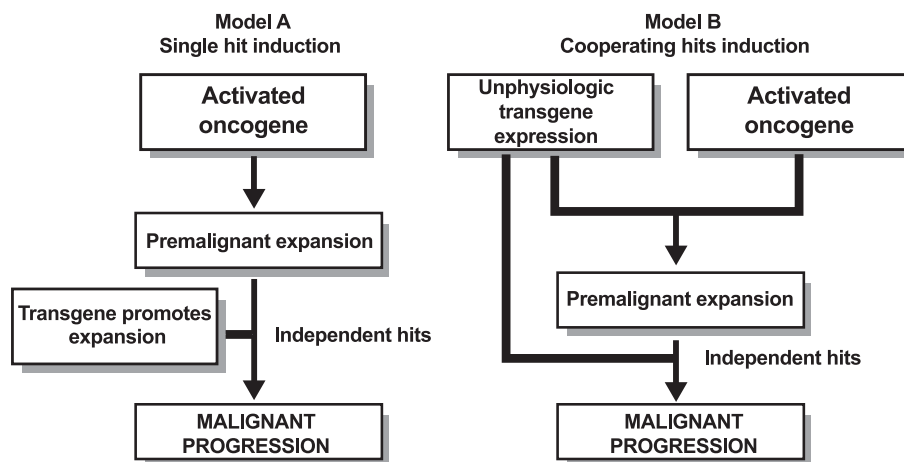 Model A
Single hit induction
Activated
oncogene
Premalignant expansion
Transgene promotes
expansion
Independent hits
MALIGNANT
PROGRESSION
Model B
Cooperating hits induction
Unphysiologic
transgene
expression
Activated
oncogene
Premalignant expansion
Independent hits
MALIGNANT
PROGRESSION